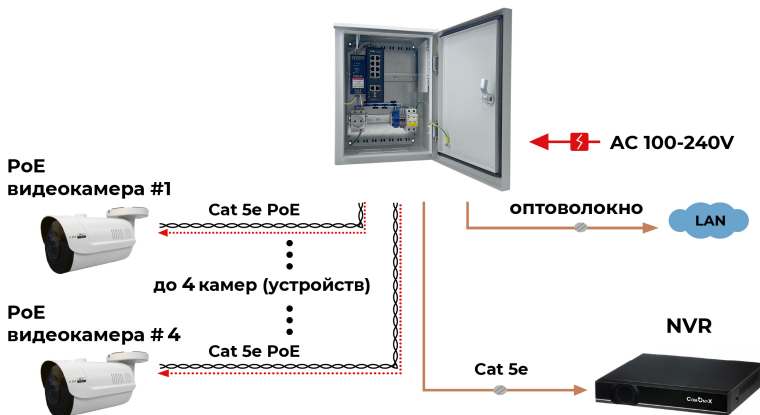 AC 100-240V
PoE
видеокамера #1
Cat 5e PoE
оптоволокно
LAN
до 4 камер (устройств)
PoE
видеокамера # 4
Cat 5e PoE
NVR
Cat 5e